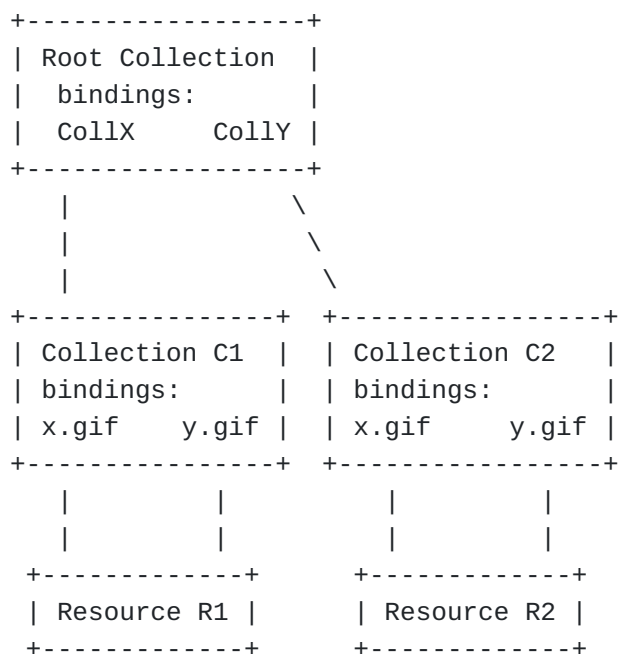 +------------------+
| Root Collection  |
|  bindings:       |
|  CollX     CollY |
+------------------+
   |              \
   |               \
   |                \
+----------------+  +-----------------+
| Collection C1  |  | Collection C2   |
| bindings:      |  | bindings:       |
| x.gif    y.gif |  | x.gif     y.gif |
+----------------+  +-----------------+
   |         |          |         |
   |         |          |         |
 +-------------+      +-------------+
 | Resource R1 |      | Resource R2 |
 +-------------+      +-------------+